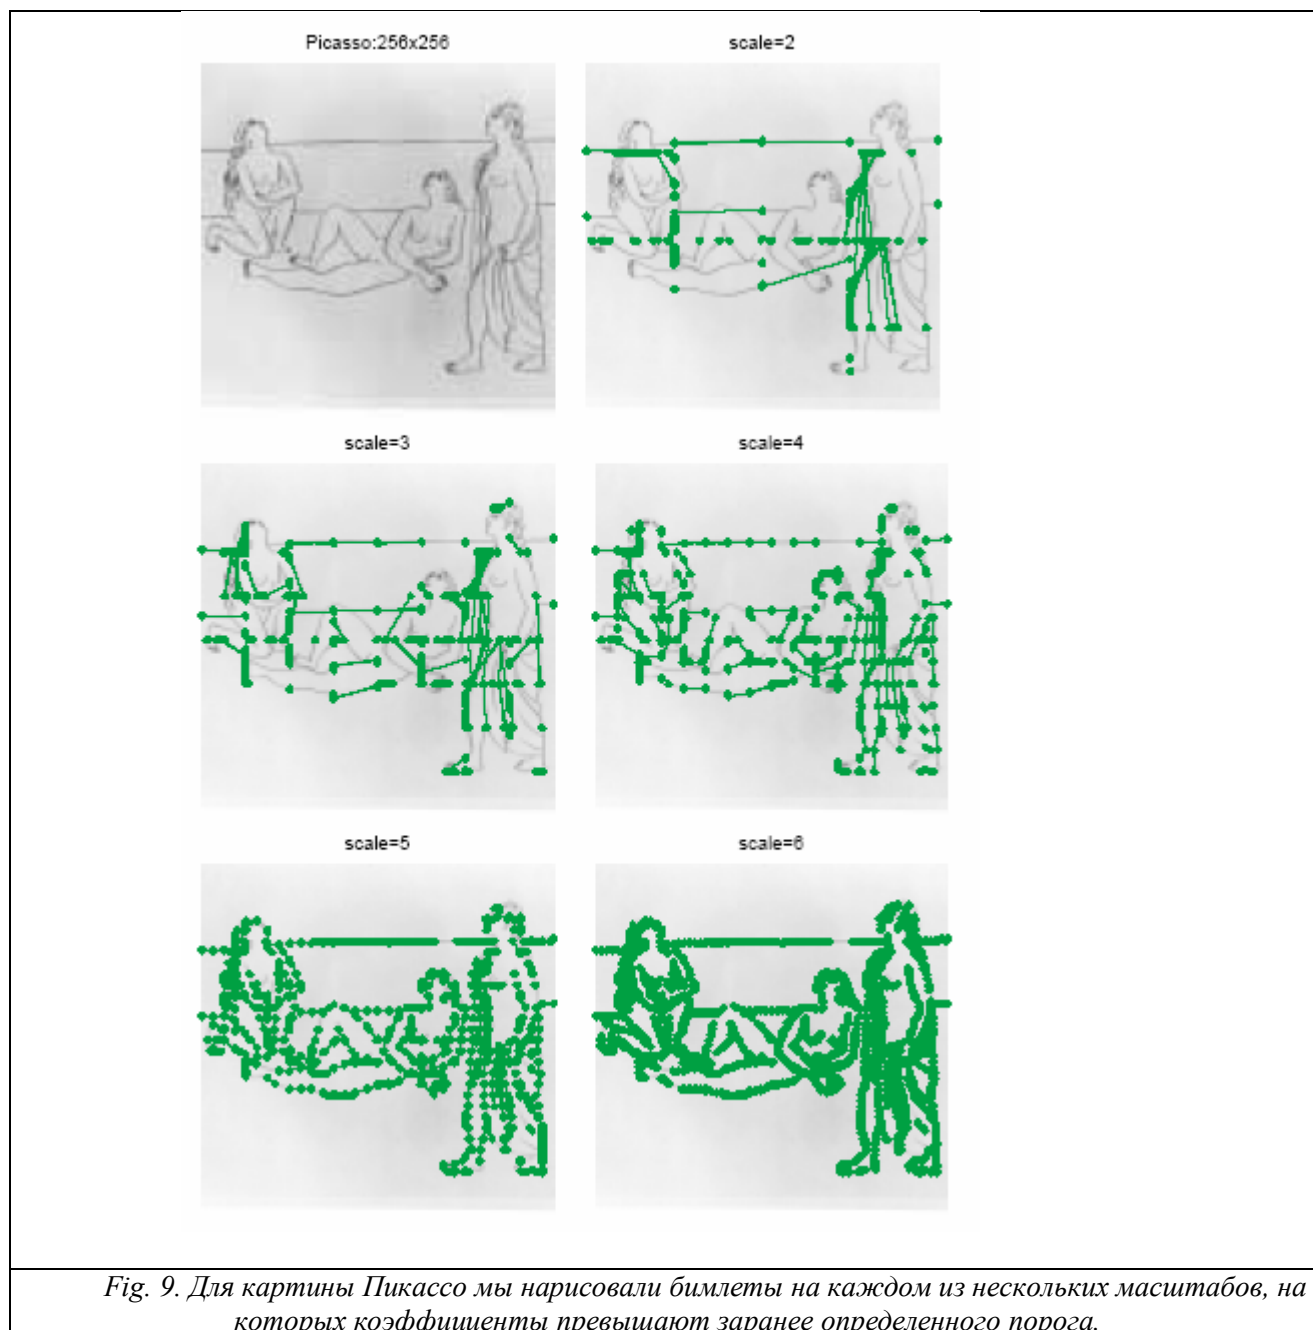 Picasso:256x256
scale=2
scale=3
scale=4
scale=5
scale=6
Fig. 9. Для картины Пикассо мы нарисовали бимлеты на каждом из нескольких масштабов, на
которых коэффициенты превышают заранее определенного порога.